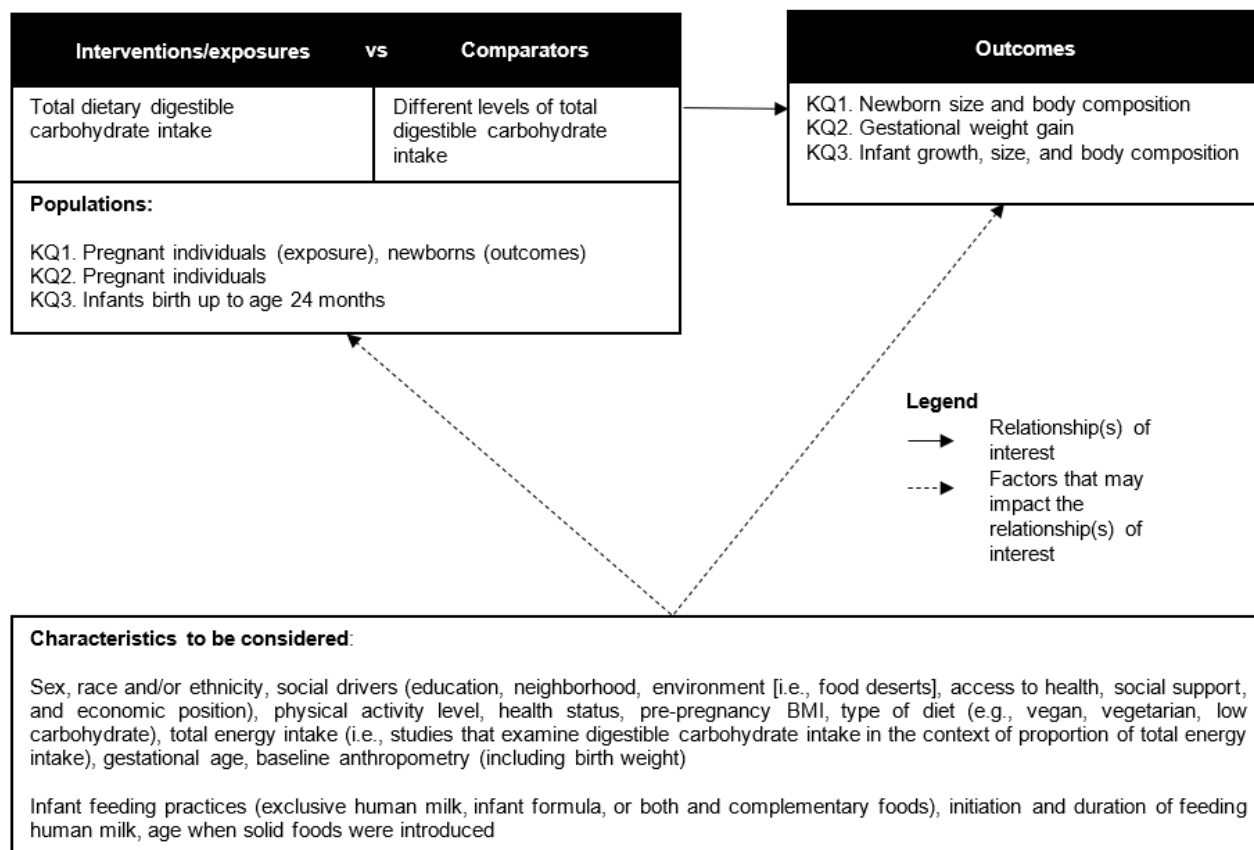 Interventions/exposures vs Comparators
Total dietary digestible
carbohydrate intake
Different levels of total
digestible carbohydrate
intake
Populations:
KQ1. Pregnant individuals (exposure), newborns (outcomes)
KQ2. Pregnant individuals
KQ3. Infants birth up to age 24 months
Outcomes
KQ1. Newborn size and body composition
KQ2. Gestational weight gain
KQ3. Infant growth, size, and body composition
Legend
Relationship(s) of
interest
Factors that may
impact the
relationship(s) of
interest
Characteristics to be considered:
Sex, race and/or ethnicity, social drivers (education, neighborhood, environment [i.e., food deserts], access to health, social support,
and economic position), physical activity level, health status, pre-pregnancy BMI, type of diet (e.g., vegan, vegetarian, low
carbohydrate), total energy intake (i.e., studies that examine digestible carbohydrate intake in the context of proportion of total energy
intake), gestational age, baseline anthropometry (including birth weight)
Infant feeding practices (exclusive human milk, infant formula, or both and complementary foods), initiation and duration of feeding
human milk, age when solid foods were introduced